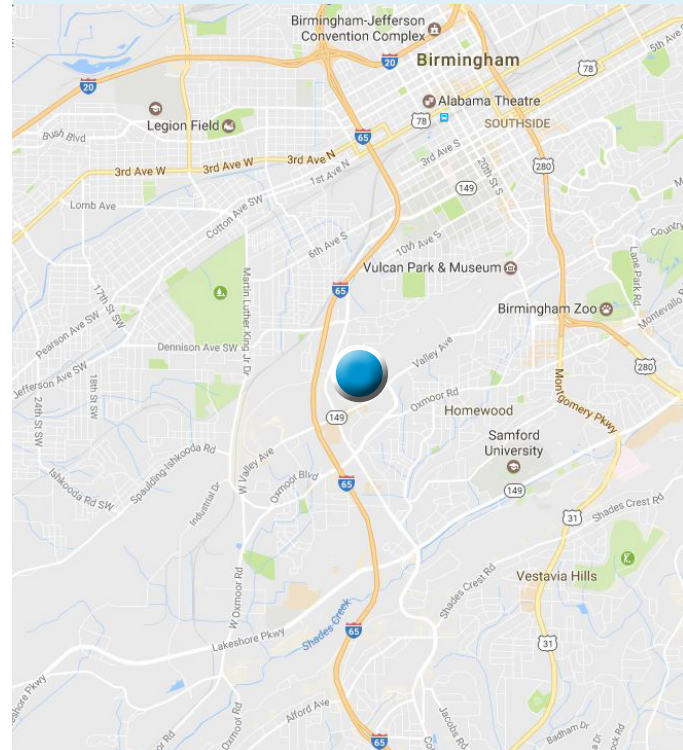 Birmingham-Jefferson
Convention Complex
5th Ave N
Birmingham
20
78
20
Alabama Theatre
Legion Field
78
SOUTHSIDE
Bush Blvd
65
3rd Ave S
3rd Ave N
3rd Ave W
3rd Ave W
1st Ave N
20th St S
280
149
Lomb Ave
Cotton Ave SW
6th Ave S
10th Ave S
Country
Lane Park Rd
Vulcan Park & Museum
Martin Luther King Jr Dr
65
17th St SW
Birmingham Zoo
Montevallo
Pearson Ave SW
Dennison Ave SW
Valley Ave
280
Jefferson Ave SW
18th St SW
24th St SW
Oxmoor Rd
Montgomery Pkwy
149
Homewood
Samford
University
Spaulding-Ishkooda Rd
W Valley Ave
Oxmoor Blvd
Ishkooda Rd SW
Industrial Dr
65
149
Shades Crest Rd
31
Vestavia Hills
W Oxmoor Rd
Shades Crest Rd
Shades Creek
Lakeshore Pkwy
65
31
Alford Ave
Jacobs Rd
Badham Dr
65